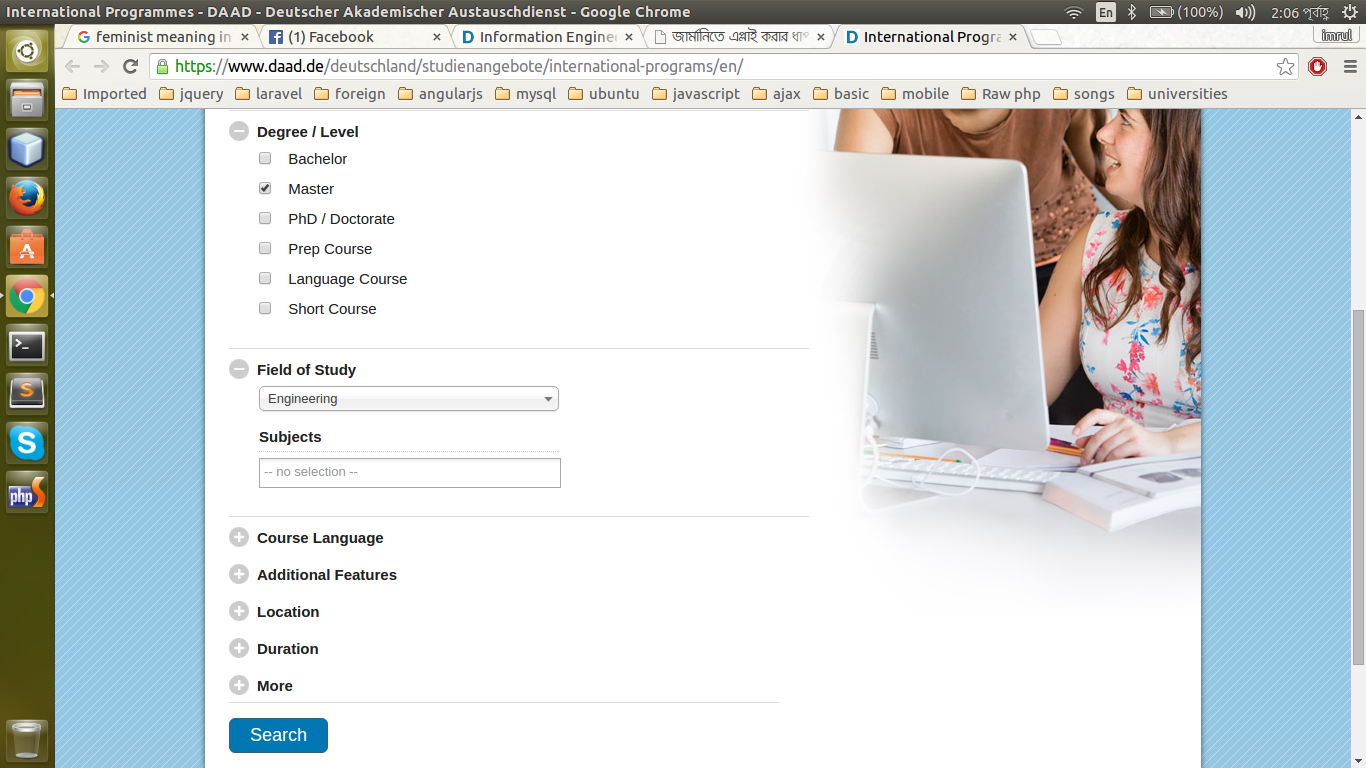 International Programmes - DAAD - Deutscher Akademischer Austauschdienst - Google Chrome
En (100%) 2:06 পূর্বাহ্ণ
feminist meaning in
(1) Facebook
Information Engine
জার্মানিতে এপ্লাই করার ধাপ
International Progra
imrul
https://www.daad.de/deutschland/studienangebote/international-programs/en/
Imported jquery laravel foreign angularjs mysql ubuntu javascript ajax basic mobile Raw php songs universities
Degree / Level
Bachelor
Master
PhD / Doctorate
Prep Course
Language Course
Short Course
Field of Study
Engineering
Subjects
-- no selection --
Course Language
Additional Features
Location
Duration
More
Search
php